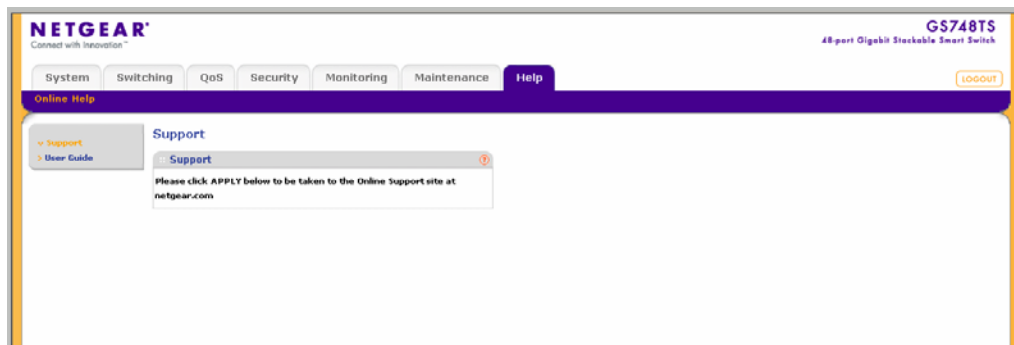 NETGEAR®
Connect with Innovation™
GS748TS
48-port Gigabit Stackable Smart Switch
System Switching QoS Security Monitoring Maintenance Help
LOGOUT
Online Help
Support
User Guide
Support
Support
Please click APPLY below to be taken to the Online Support site at
netgear.com